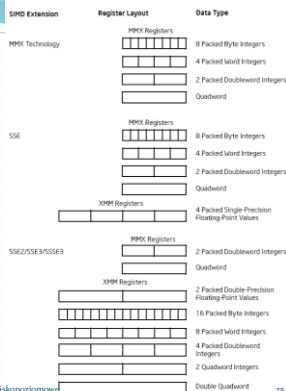 SIMD Extension Register Layout Data Type
MMX Registers
MMX Technology 8 Packed Byte Integers
4 Packed Word Integers
2 Packed Doubleword Integers
Quadword
MMX Registers
SSE 8 Packed Byte Integers
4 Packed Word Integers
2 Packed Doubleword Integers
Quadword
XMM Registers
4 Packed Single-Precision
Floating-Point Values
MMX Registers
SSE2/SSE3/SSSE3 2 Packed Doubleword Integers
Quadword
XMM Registers
2 Packed Double-Precision
Floating-Point Values
16 Packed Byte Integers
8 Packed Word Integers
4 Packed Doubleword
Integers
2 Quadword Integers
Double Quadword